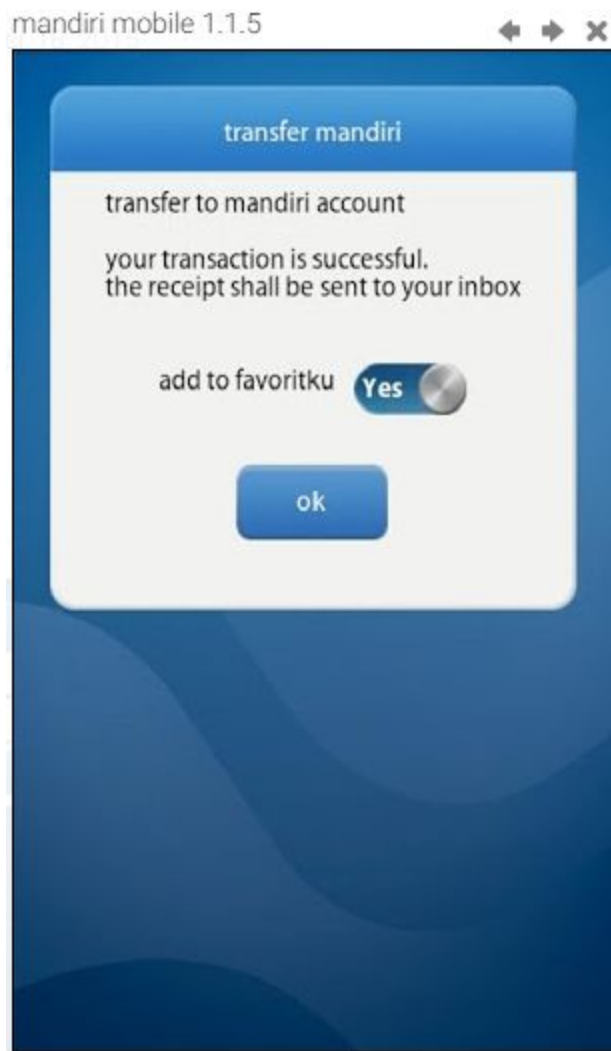 mandiri mobile 1.1.5
transfer mandiri
transfer to mandiri account
your transaction is successful.
the receipt shall be sent to your inbox
add to favoritku
Yes
ok